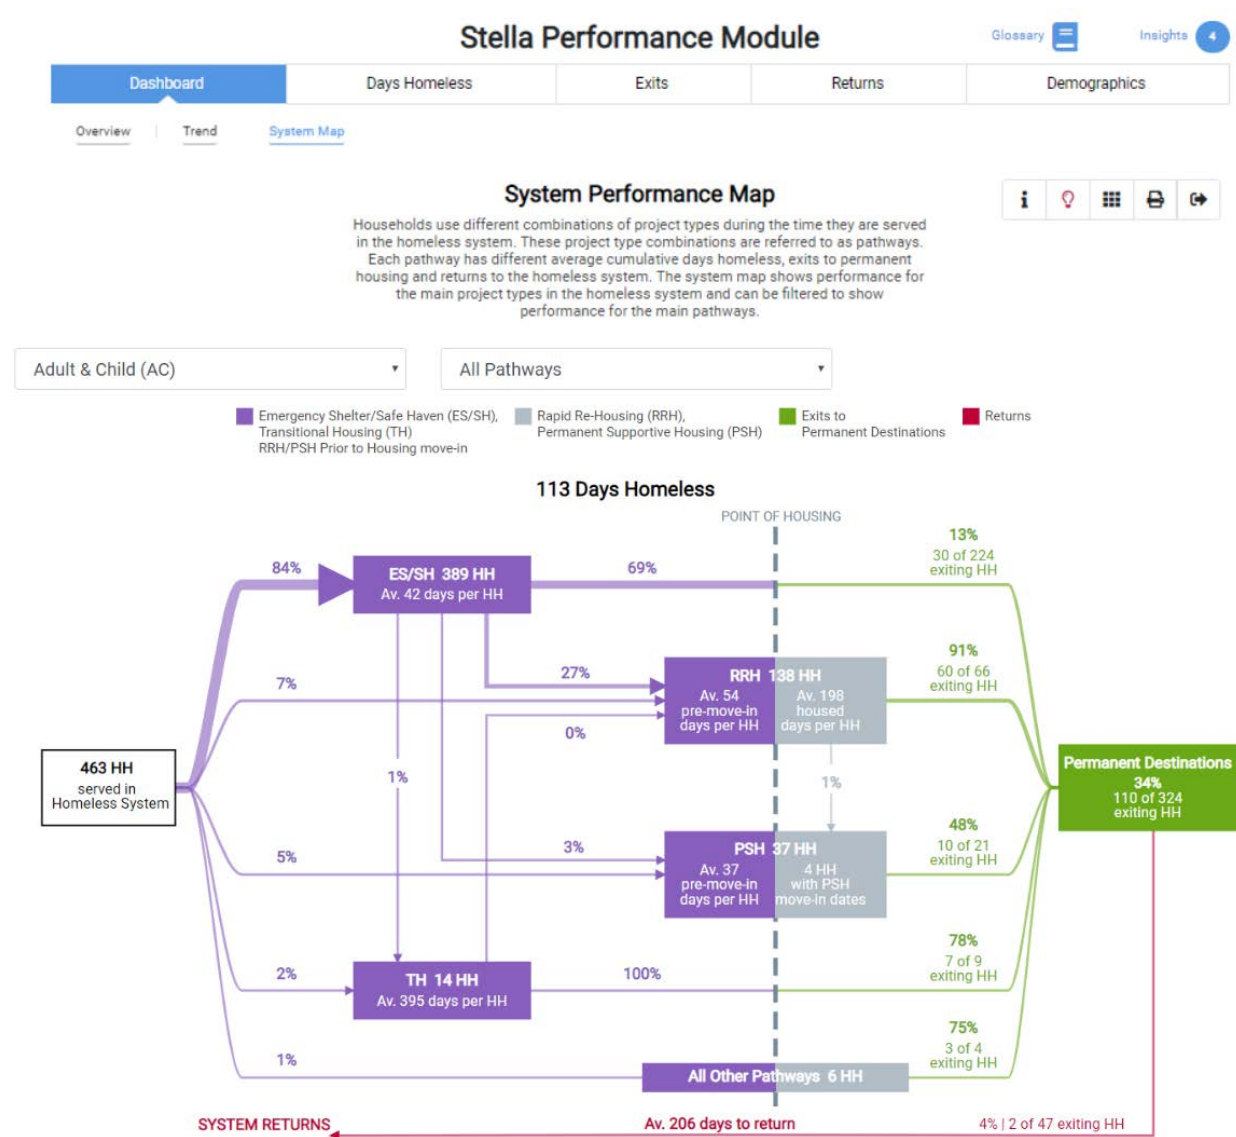 Stella Performance Module
Glossary
Insights 4
Dashboard
Days Homeless
Exits
Returns
Demographics
Overview
Trend
System Map
System Performance Map
Households use different combinations of project types during the time they are served
in the homeless system. These project type combinations are referred to as pathways.
Each pathway has different average cumulative days homeless, exits to permanent
housing and returns to the homeless system. The system map shows performance for
the main project types in the homeless system and can be filtered to show
performance for the main pathways.
i
Adult & Child (AC)
All Pathways
Emergency Shelter/Safe Haven (ES/SH),
Transitional Housing (TH)
RRH/PSH Prior to Housing move-in
Rapid Re-Housing (RRH),
Permanent Supportive Housing (PSH)
Exits to
Permanent Destinations
Returns
113 Days Homeless
POINT OF HOUSING
84%
ES/SH 389 HH
Av. 42 days per HH
69%
13%
30 of 224
exiting HH
7%
27%
0%
RRH 138 HH
Av. 54
pre-move-in
days per HH
Av. 198
housed
days per HH
91%
60 of 66
exiting HH
463 HH
served in
Homeless System
1%
1%
Permanent Destinations
34%
110 of 324
exiting HH
5%
3%
PSH 37 HH
Av. 37
pre-move-in
days per HH
4 HH
with PSH
move-in dates
48%
10 of 21
exiting HH
2%
TH 14 HH
Av. 395 days per HH
100%
78%
7 of 9
exiting HH
1%
All Other Pathways 6 HH
75%
3 of 4
exiting HH
SYSTEM RETURNS
Av. 206 days to return
4% | 2 of 47 exiting HH